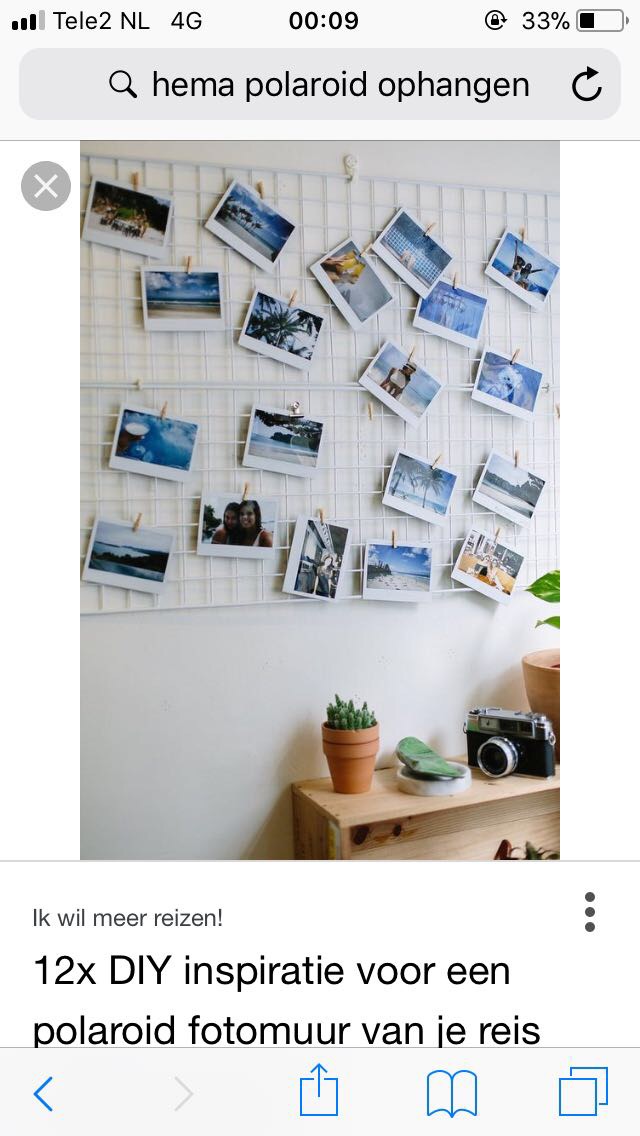 Tele2 NL 4G 00:09 33%
hema polaroid ophangen
Ik wil meer reizen!
12x DIY inspiratie voor een
polaroid fotomuur van je reis